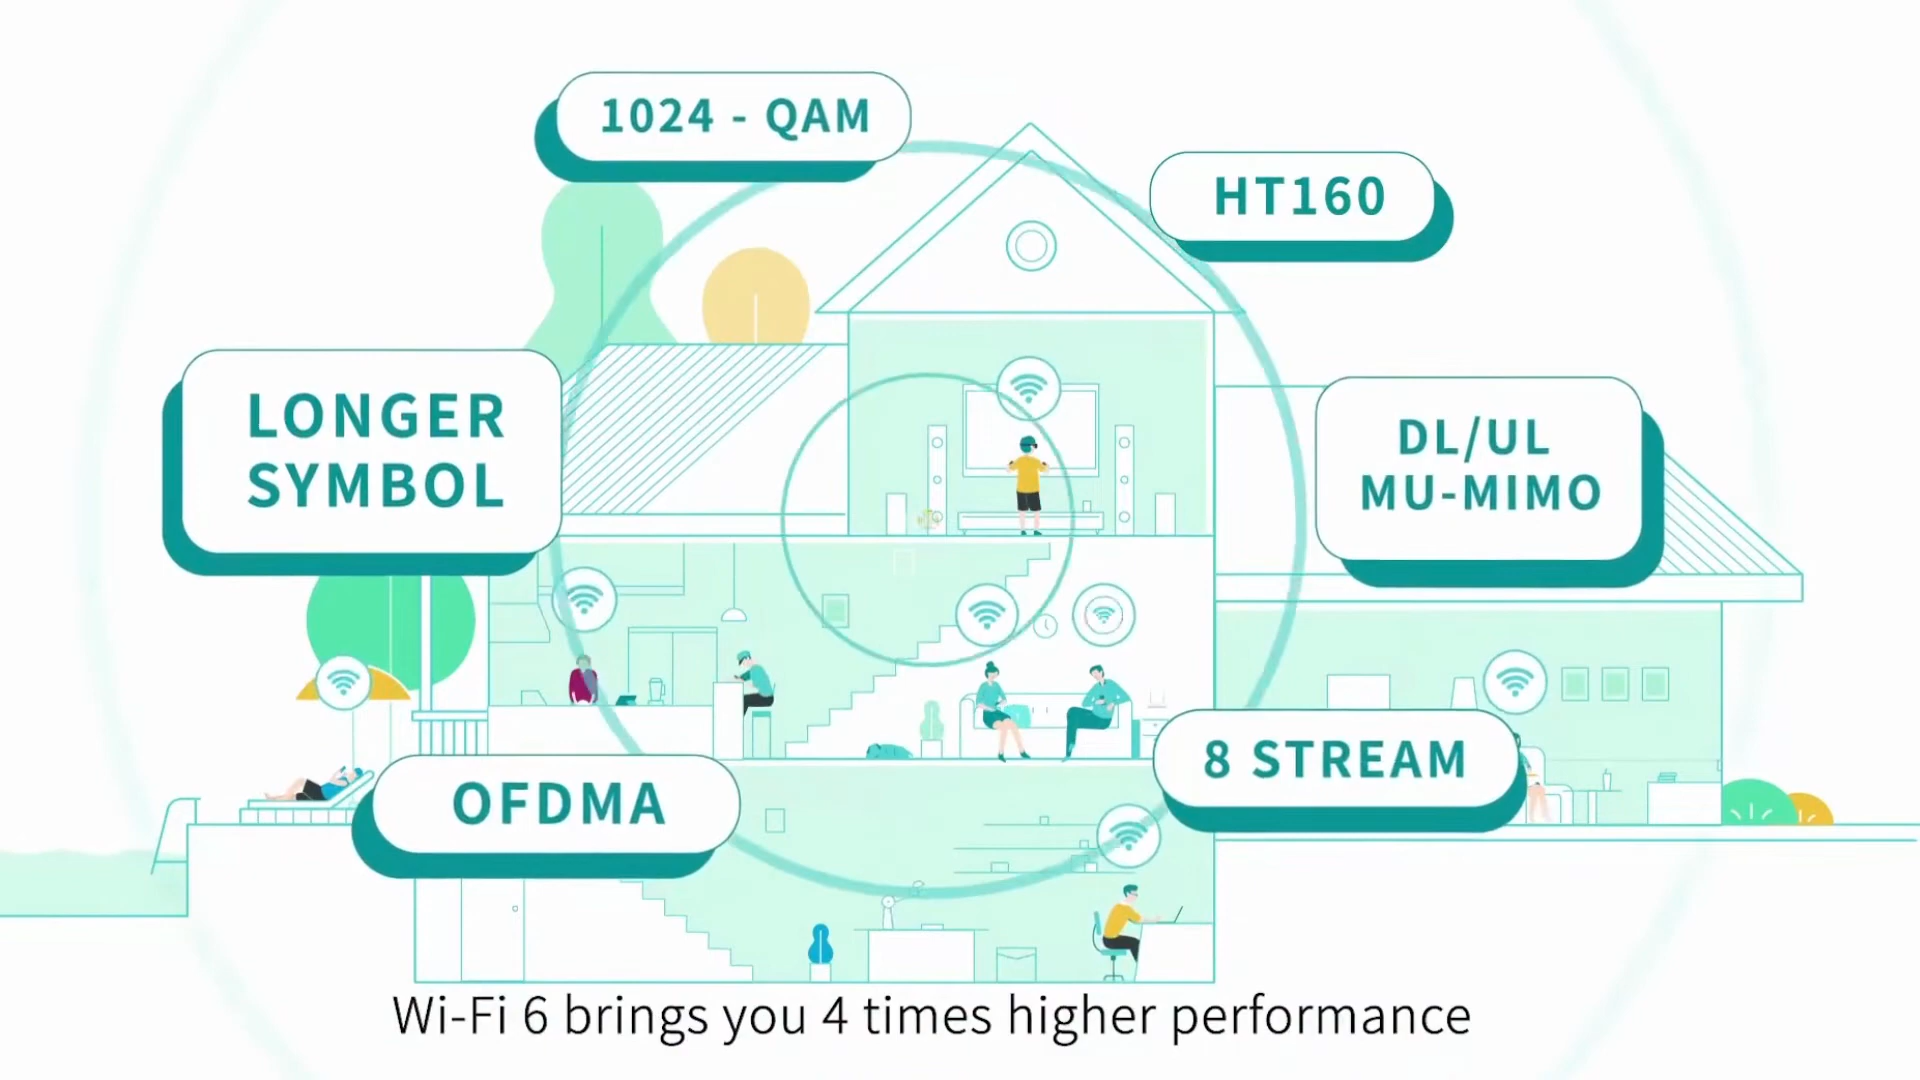 1024 - QAM
HT160
LONGER
SYMBOL
DL/UL
MU-MIMO
8 STREAM
OFDMA
Wi-Fi 6 brings you 4 times higher performance